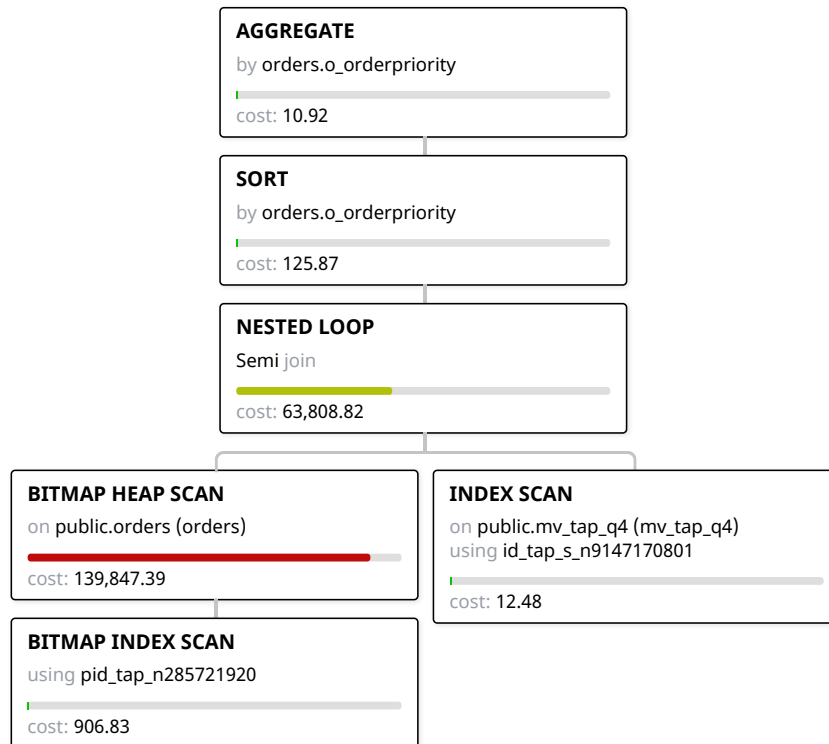 AGGREGATE
by orders.o_orderpriority
cost: 10.92
SORT
by orders.o_orderpriority
cost: 125.87
NESTED LOOP
Semi join
cost: 63,808.82
BITMAP HEAP SCAN
on public.orders (orders)
cost: 139,847.39
INDEX SCAN
on public.mv_tap_q4 (mv_tap_q4)
using id_tap_s_n9147170801
cost: 12.48
BITMAP INDEX SCAN
using pid_tap_n285721920
cost: 906.83